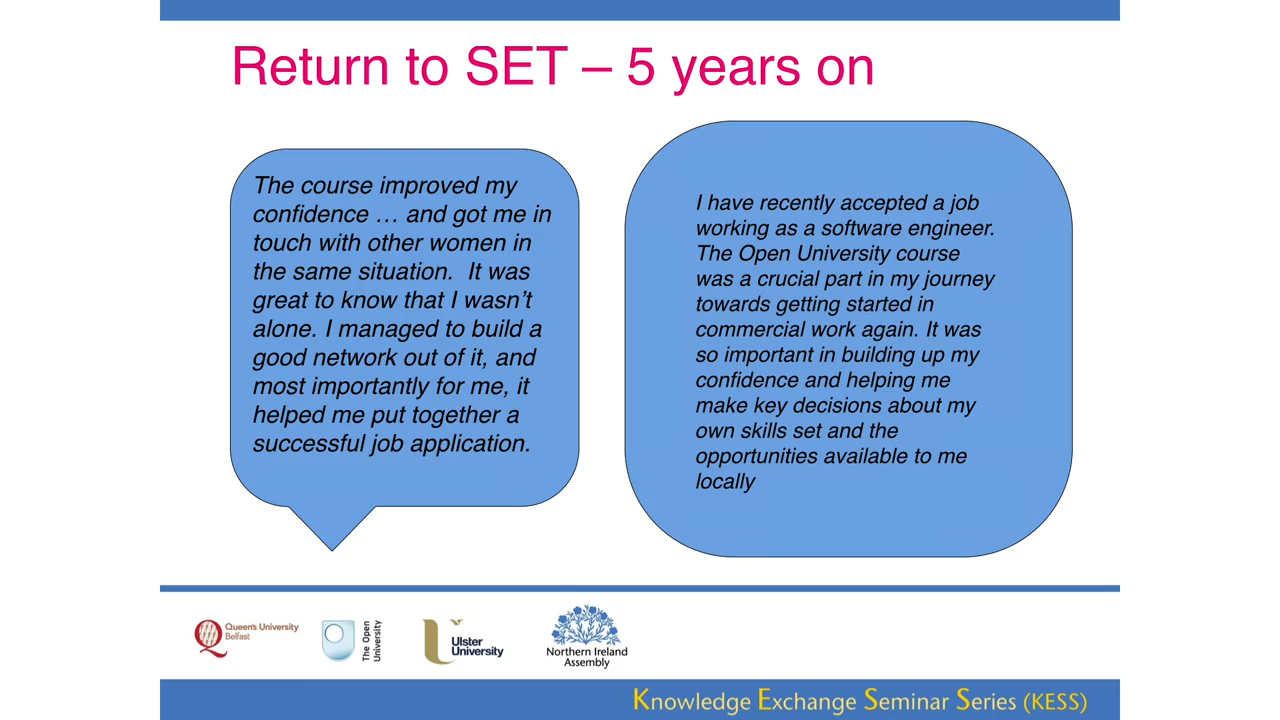 Return to SET – 5 years on
The course improved my
confidence … and got me in
touch with other women in
the same situation.  It was
great to know that I wasn’t
alone. I managed to build a
good network out of it, and
most importantly for me, it
helped me put together a
successful job application.
I have recently accepted a job
working as a software engineer.
The Open University course
was a crucial part in my journey
towards getting started in
commercial work again. It was
so important in building up my
confidence and helping me
make key decisions about my
own skills set and the
opportunities available to me
locally
Queen's University
Belfast
The Open
University
Ulster
University
Northern Ireland
Assembly
Knowledge Exchange Seminar Series (KESS)